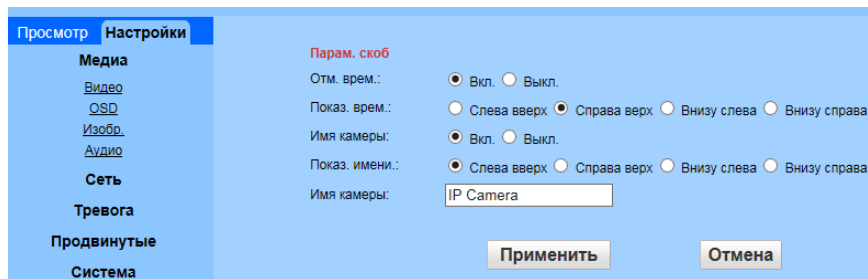 Просмотр Настройки
Медиа
Видео
OSD
Изобр.
Аудио
Сеть
Тревога
Продвинутые
Система
Парам. скоб
Отм. врем.: Вкл. Выкл.
Показ. врем.: Слева вверх Справа верх Внизу слева Внизу справа
Имя камеры: Вкл. Выкл.
Показ. имени.: Слева вверх Справа верх Внизу слева Внизу справа
Имя камеры: IP Camera
Применить Отмена